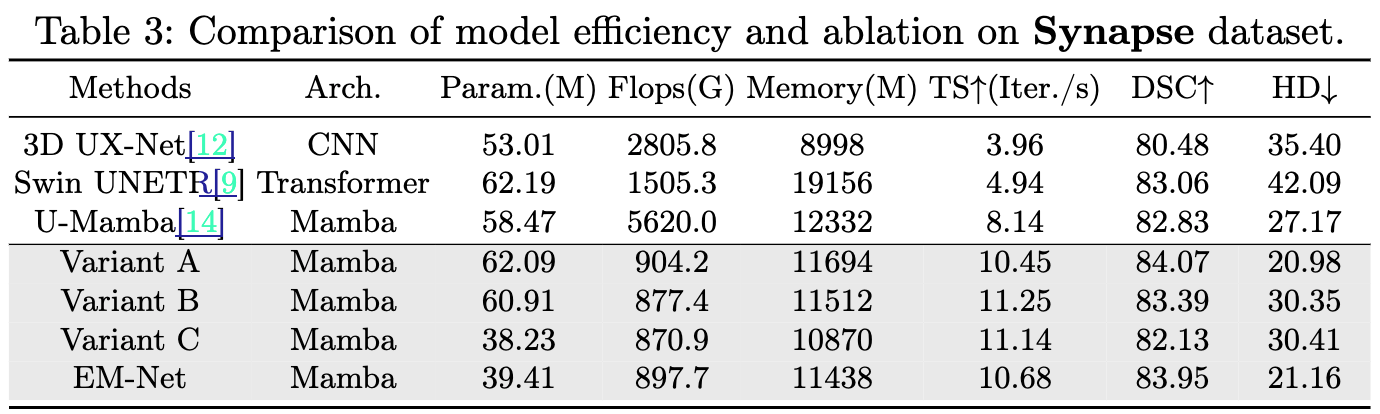 Table 3: Comparison of model efficiency and ablation on Synapse dataset.
Methods Arch. Param.(M) Flops(G) Memory(M) TS↑(Iter./s) DSC↑ HD↓
3D UX-Net[12] CNN 53.01 2805.8 8998 3.96 80.48 35.40
Swin UNETR[9] Transformer 62.19 1505.3 19156 4.94 83.06 42.09
U-Mamba[14] Mamba 58.47 5620.0 12332 8.14 82.83 27.17
Variant A Mamba 62.09 904.2 11694 10.45 84.07 20.98
Variant B Mamba 60.91 877.4 11512 11.25 83.39 30.35
Variant C Mamba 38.23 870.9 10870 11.14 82.13 30.41
EM-Net Mamba 39.41 897.7 11438 10.68 83.95 21.16